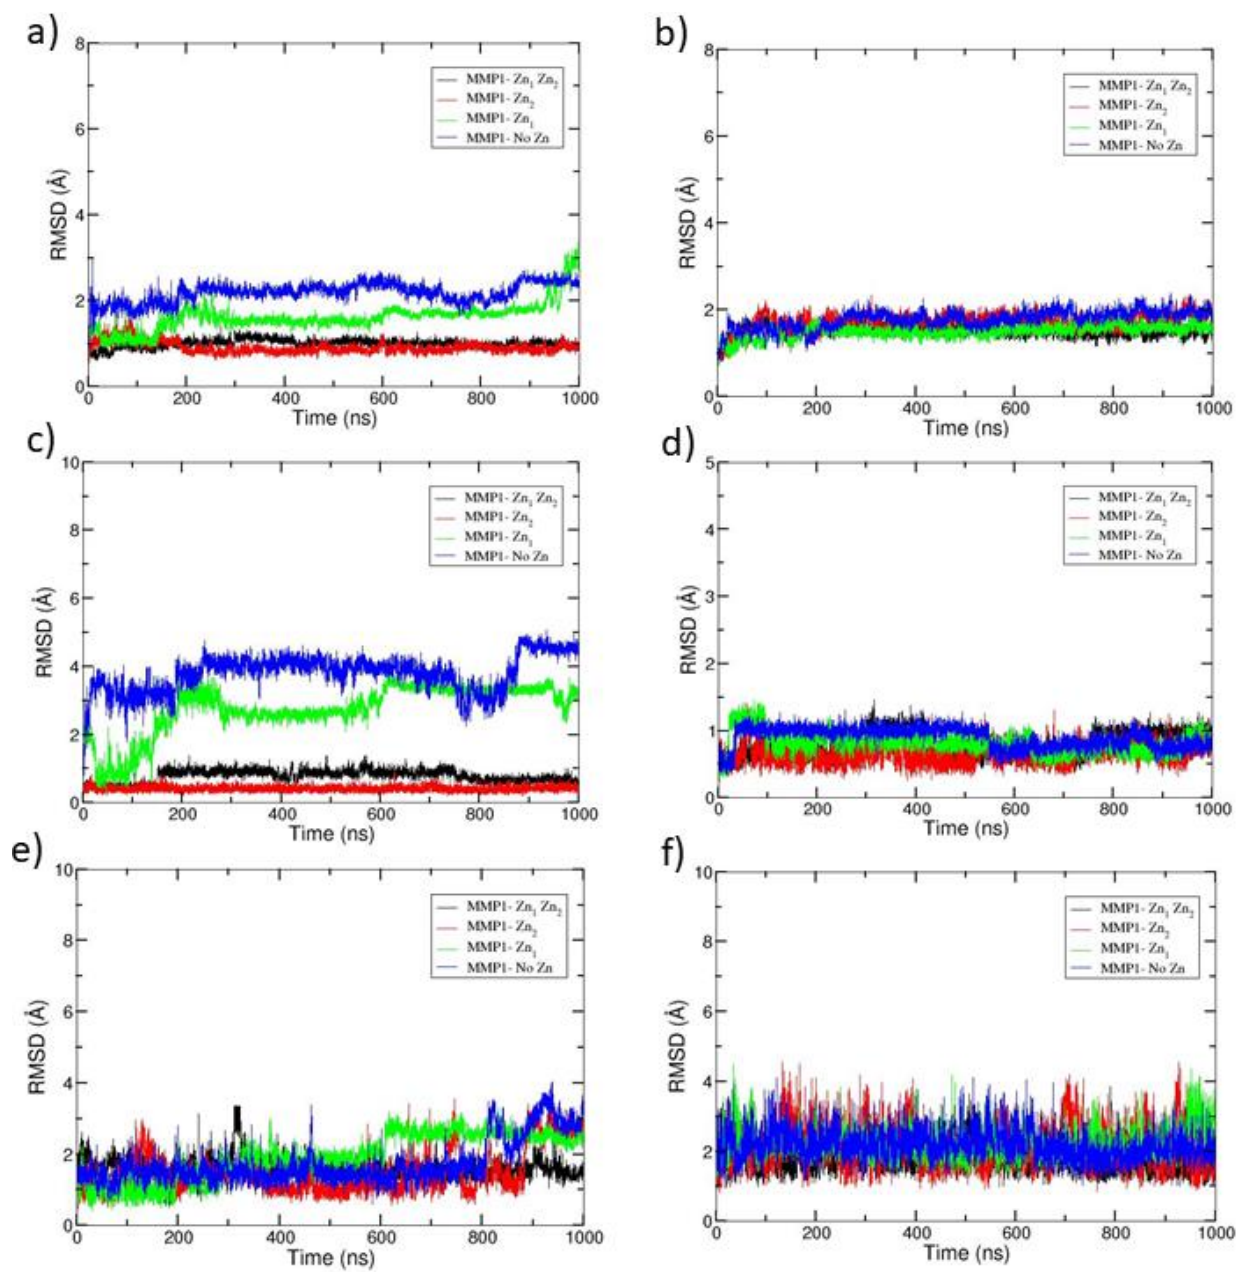 a)
8
6
4
2
0
RMSD (Å)
0 200 400 600 800 1000
Time (ns)
MMP1- Zn₁ Zn₂
MMP1- Zn₂
MMP1- Zn₁
MMP1- No Zn
b)
8
6
4
2
0
RMSD (Å)
0 200 400 600 800 1000
Time (ns)
MMP1- Zn₁ Zn₂
MMP1- Zn₂
MMP1- Zn₁
MMP1- No Zn
c)
10
8
6
4
2
0
RMSD (Å)
0 200 400 600 800 1000
Time (ns)
MMP1- Zn₁ Zn₂
MMP1- Zn₂
MMP1- Zn₁
MMP1- No Zn
d)
5
4
3
2
1
0
RMSD (Å)
0 200 400 600 800 1000
Time (ns)
MMP1- Zn₁ Zn₂
MMP1- Zn₂
MMP1- Zn₁
MMP1- No Zn
e)
10
8
6
4
2
0
RMSD (Å)
0 200 400 600 800 1000
Time (ns)
MMP1- Zn₁ Zn₂
MMP1- Zn₂
MMP1- Zn₁
MMP1- No Zn
f)
10
8
6
4
2
0
RMSD (Å)
0 200 400 600 800 1000
Time (ns)
MMP1- Zn₁ Zn₂
MMP1- Zn₂
MMP1- Zn₁
MMP1- No Zn